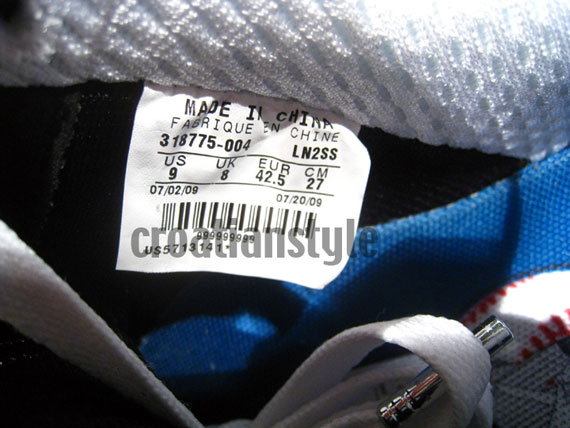 MADE IN CHINA
FABRIQUE EN CHINE
318775-004 LN2SS
US UK EUR CM
9 8 42.5 27
07/02/09 07/20/09
999999999
croatianstyle